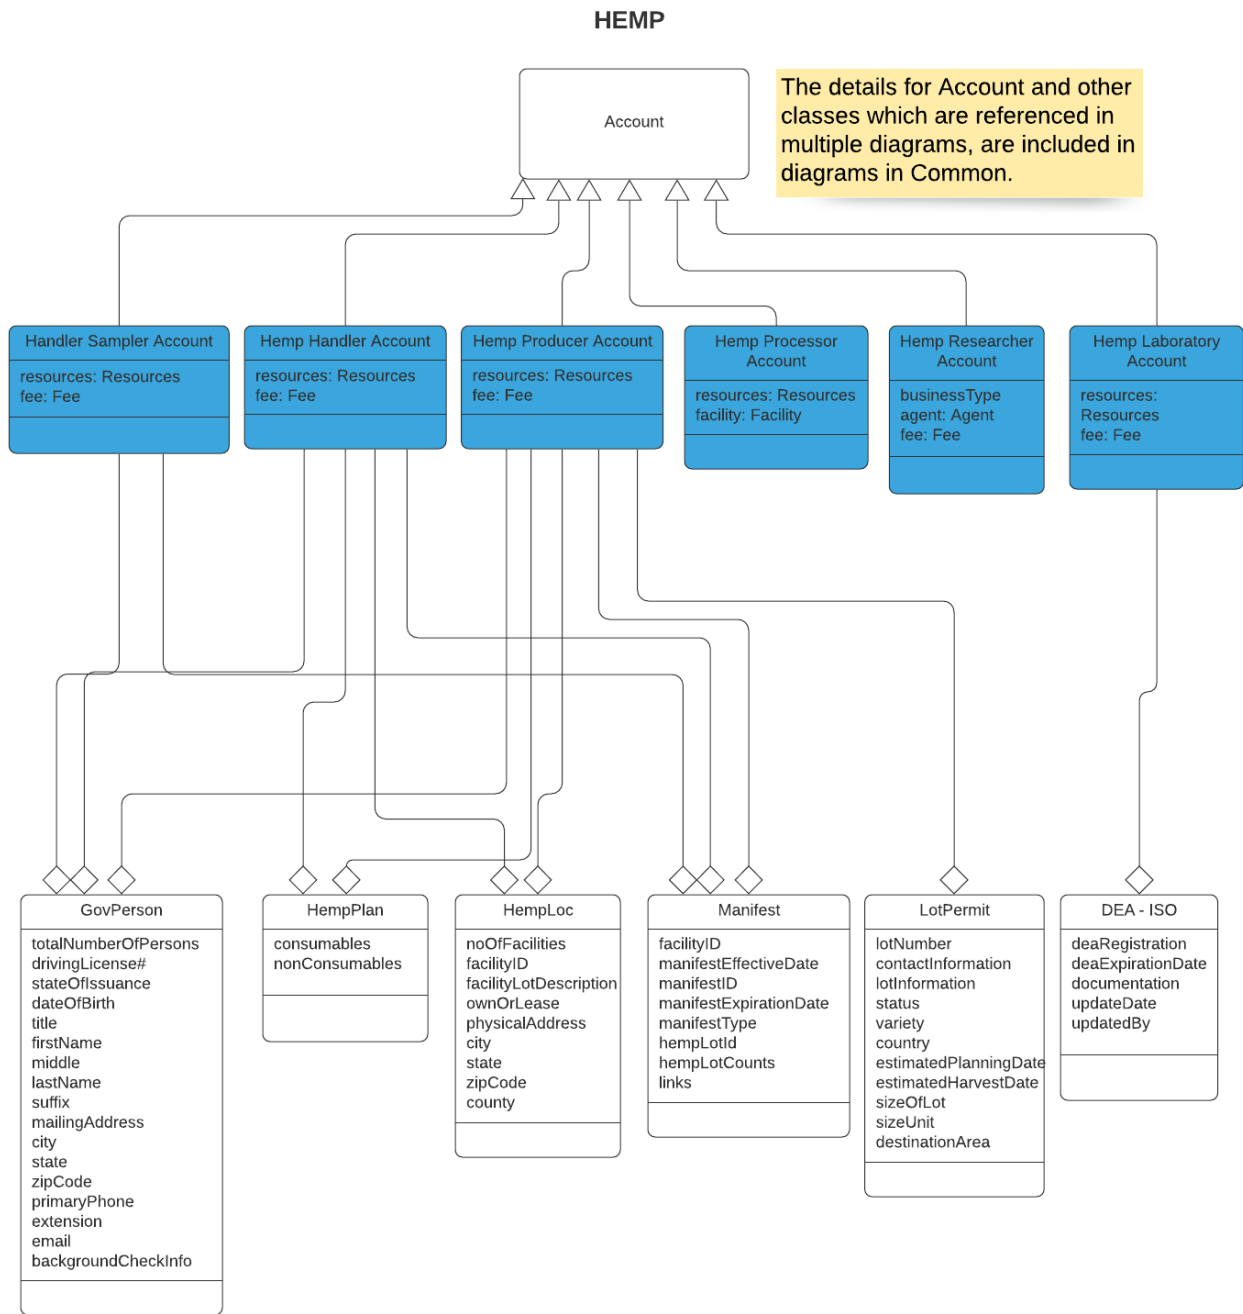 HEMP
Account
The details for Account and other
classes which are referenced in
multiple diagrams, are included in
diagrams in Common.
Handler Sampler Account
resources: Resources
fee: Fee
Hemp Handler Account
resources: Resources
fee: Fee
Hemp Producer Account
resources: Resources
fee: Fee
Hemp Processor
Account
resources: Resources
facility: Facility
Hemp Researcher
Account
businessType
agent: Agent
fee: Fee
Hemp Laboratory
Account
resources:
Resources
fee: Fee
GovPerson
totalNumberOfPersons
drivingLicense#
stateOfIssuance
dateOfBirth
title
firstName
middle
lastName
suffix
mailingAddress
city
state
zipCode
primaryPhone
extension
email
backgroundCheckInfo
HempPlan
consumables
nonConsumables
HempLoc
noOfFacilities
facilityID
facilityLotDescription
ownOrLease
physicalAddress
city
state
zipCode
county
Manifest
facilityID
manifestEffectiveDate
manifestID
manifestExpirationDate
manifestType
hempLotId
hempLotCounts
links
LotPermit
lotNumber
contactInformation
lotInformation
status
variety
country
estimatedPlanningDate
estimatedHarvestDate
sizeOfLot
sizeUnit
destinationArea
DEA - ISO
deaRegistration
deaExpirationDate
documentation
updateDate
updatedBy